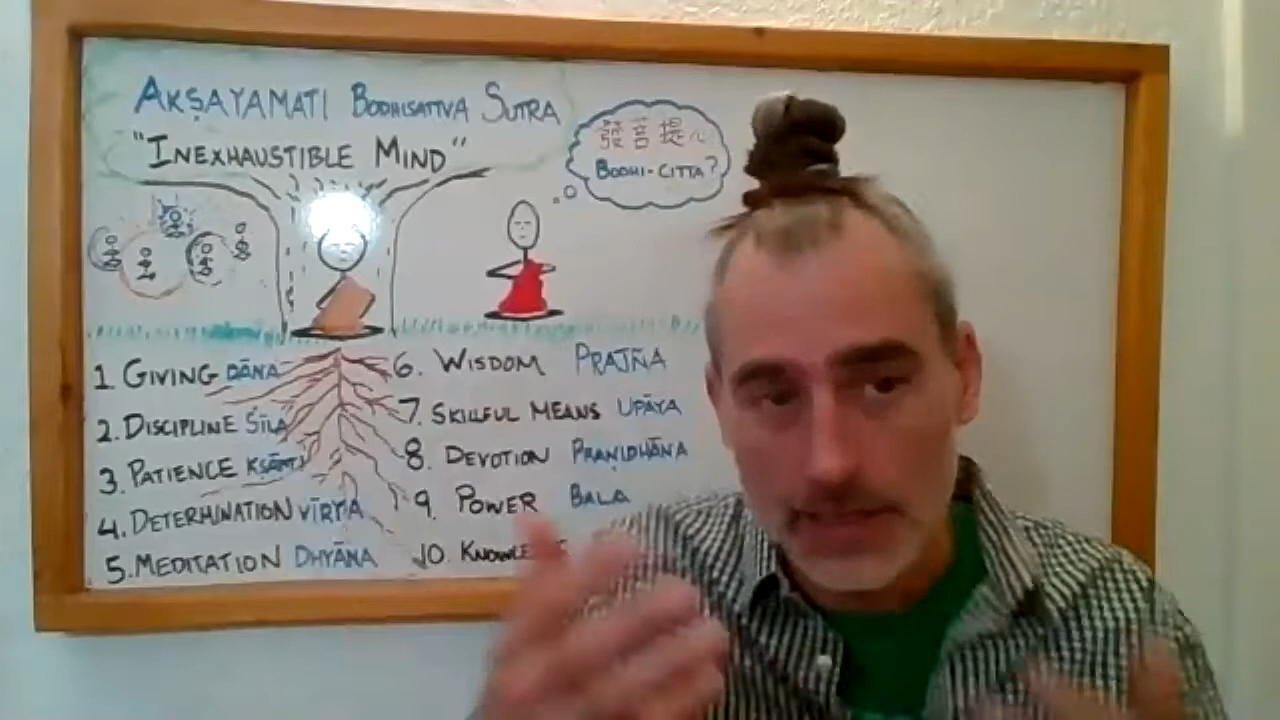 AKṢAYAMATI BODHISATTVA SUTRA
"INEXHAUSTIBLE MIND"
發菩提心
BODHI-CITTA?
1 GIVING DĀNA
2. DISCIPLINE ŚĪLA
3. PATIENCE KṢĀNTI
4. DETERMINATION VĪRYA
5. MEDITATION DHYĀNA
6. WISDOM PRAJÑA
7. SKILLFUL MEANS UPĀYA
8. DEVOTION PRAṆIDHĀNA
9. POWER BALA
10.